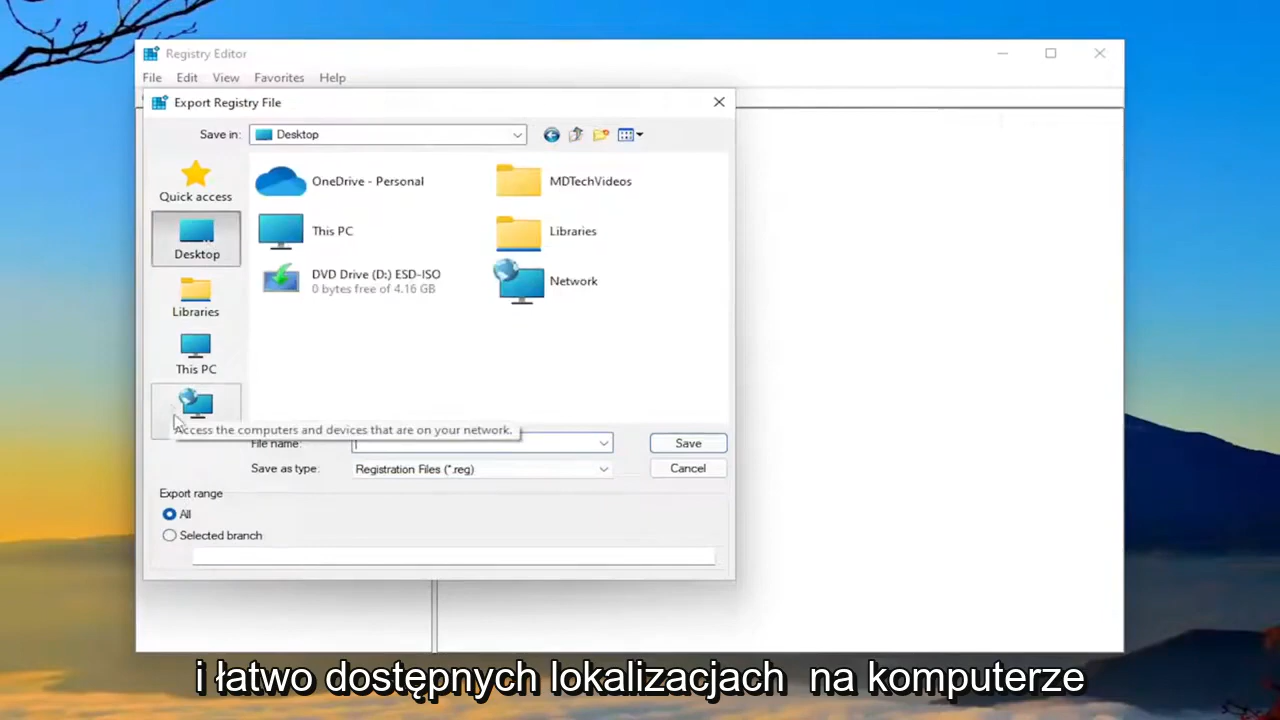 Registry Editor
File Edit View Favorites Help
Export Registry File
Save in: Desktop
Quick access
Desktop
Libraries
This PC
OneDrive - Personal
MDTechVideos
This PC
Libraries
DVD Drive (D:) ESD-ISO
0 bytes free of 4.16 GB
Network
Access the computers and devices that are on your network.
File name:
Save
Save as type: Registration Files (*.reg)
Cancel
Export range
All
Selected branch
i łatwo dostępnych lokalizacjach na komputerze